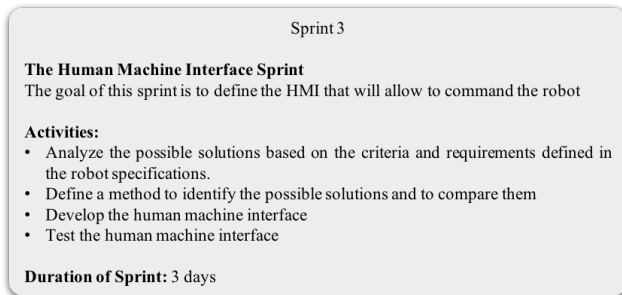 Sprint 3
The Human Machine Interface Sprint
The goal of this sprint is to define the HMI that will allow to command the robot
Activities:
• Analyze the possible solutions based on the criteria and requirements defined in
the robot specifications.
• Define a method to identify the possible solutions and to compare them
• Develop the human machine interface
• Test the human machine interface
Duration of Sprint: 3 days